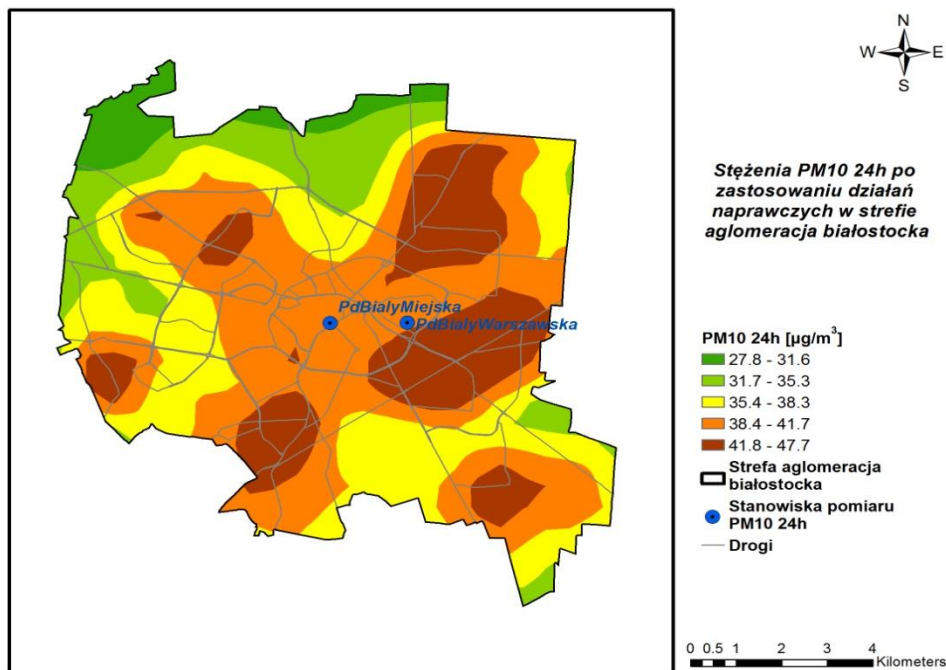 N
W E
S
Stężenia PM10 24h po
zastosowaniu działań
naprawczych w strefie
aglomeracja białostocka
PdBialyMiejska
PdBialyWarszawska
PM10 24h [µg/m³]
27.8 - 31.6
31.7 - 35.3
35.4 - 38.3
38.4 - 41.7
41.8 - 47.7
Strefa aglomeracja
białostocka
Stanowiska pomiaru
PM10 24h
Drogi
0 0.5 1 2 3 4
Kilometers